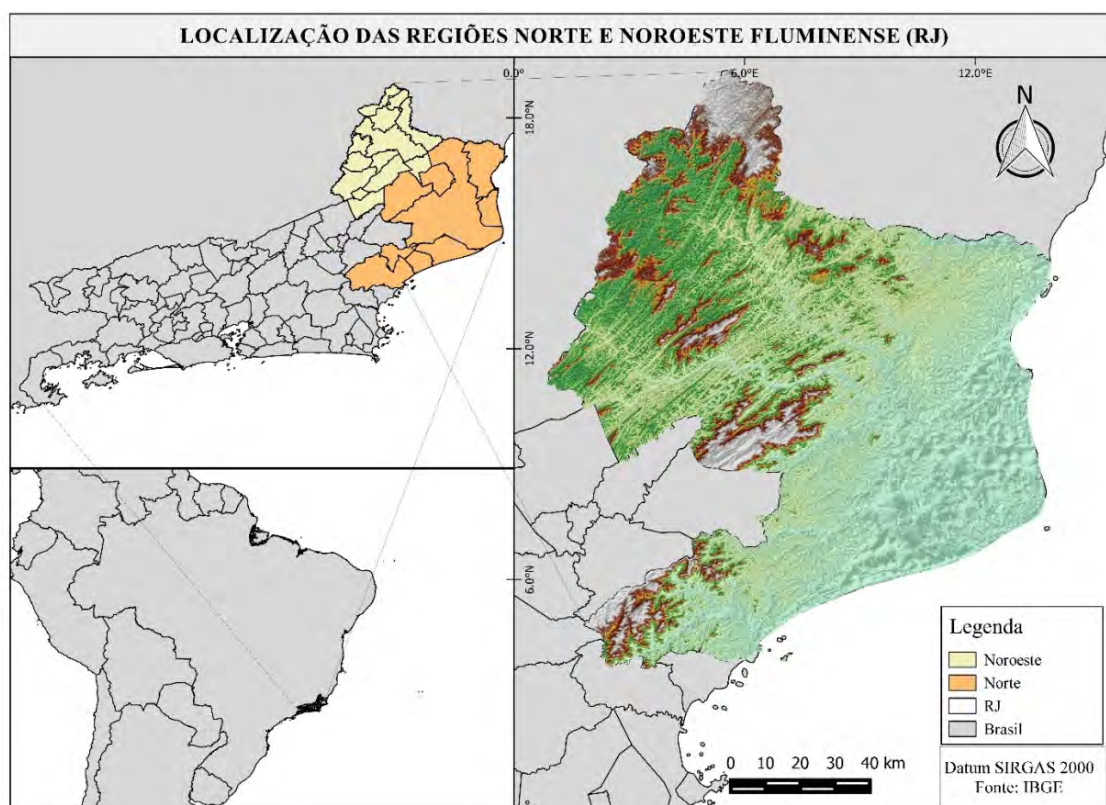 LOCALIZAÇÃO DAS REGIÕES NORTE E NOROESTE FLUMINENSE (RJ)
0.0°
6.0°E
12.0°E
18.0°N
12.0°N
6.0°N
N
Legenda
Noroeste
Norte
RJ
Brasil
0 10 20 30 40 km
Datum SIRGAS 2000
Fonte: IBGE